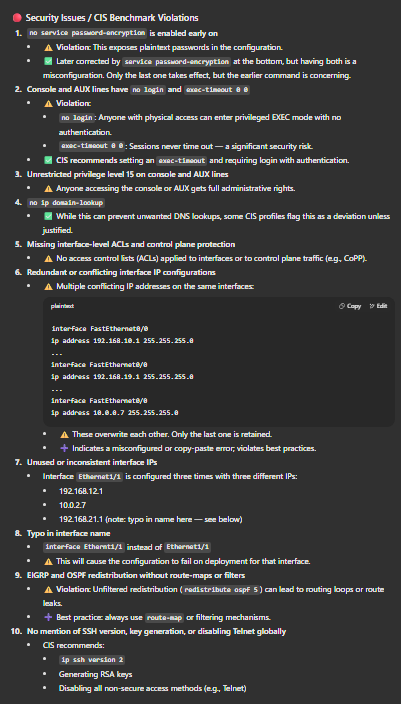 Security Issues / CIS Benchmark Violations
1. no service password-encryption is enabled early on
• ⚠️ Violation: This exposes plaintext passwords in the configuration.
• ✅ Later corrected by service password-encryption at the bottom, but having both is a
misconfiguration. Only the last one takes effect, but the earlier command is concerning.
2. Console and AUX lines have no login and exec-timeout 0 0
• ⚠️ Violation:
• no login: Anyone with physical access can enter privileged EXEC mode with no
authentication.
• exec-timeout 0 0: Sessions never time out — a significant security risk.
• ✅ CIS recommends setting an exec-timeout and requiring login with authentication.
3. Unrestricted privilege level 15 on console and AUX lines
• ⚠️ Anyone accessing the console or AUX gets full administrative rights.
4. no ip domain-lookup
• ✅ While this can prevent unwanted DNS lookups, some CIS profiles flag this as a deviation unless
justified.
5. Missing interface-level ACLs and control plane protection
• ⚠️ No access control lists (ACLs) applied to interfaces or to control plane traffic (e.g., CoPP).
6. Redundant or conflicting interface IP configurations
• ⚠️ Multiple conflicting IP addresses on the same interfaces:
plaintext Copy Edit
interface FastEthernet0/0
ip address 192.168.10.1 255.255.255.0
...
interface FastEthernet0/0
ip address 192.168.19.1 255.255.255.0
...
interface FastEthernet0/0
ip address 10.0.0.7 255.255.255.0
• ⚠️ These overwrite each other. Only the last one is retained.
• ➕ Indicates a misconfigured or copy-paste error; violates best practices.
7. Unused or inconsistent interface IPs
• Interface Ethernet1/1 is configured three times with three different IPs:
• 192.168.12.1
• 10.0.2.7
• 192.168.21.1 (note: typo in name here — see below)
8. Typo in interface name
• interface Ethernt1/1 instead of Ethernet1/1
• ⚠️ This will cause the configuration to fail on deployment for that interface.
9. EIGRP and OSPF redistribution without route-maps or filters
• ⚠️ Violation: Unfiltered redistribution (redistribute ospf 5) can lead to routing loops or route
leaks.
• ➕ Best practice: always use route-map or filtering mechanisms.
10. No mention of SSH version, key generation, or disabling Telnet globally
• CIS recommends:
• ip ssh version 2
• Generating RSA keys
• Disabling all non-secure access methods (e.g., Telnet)